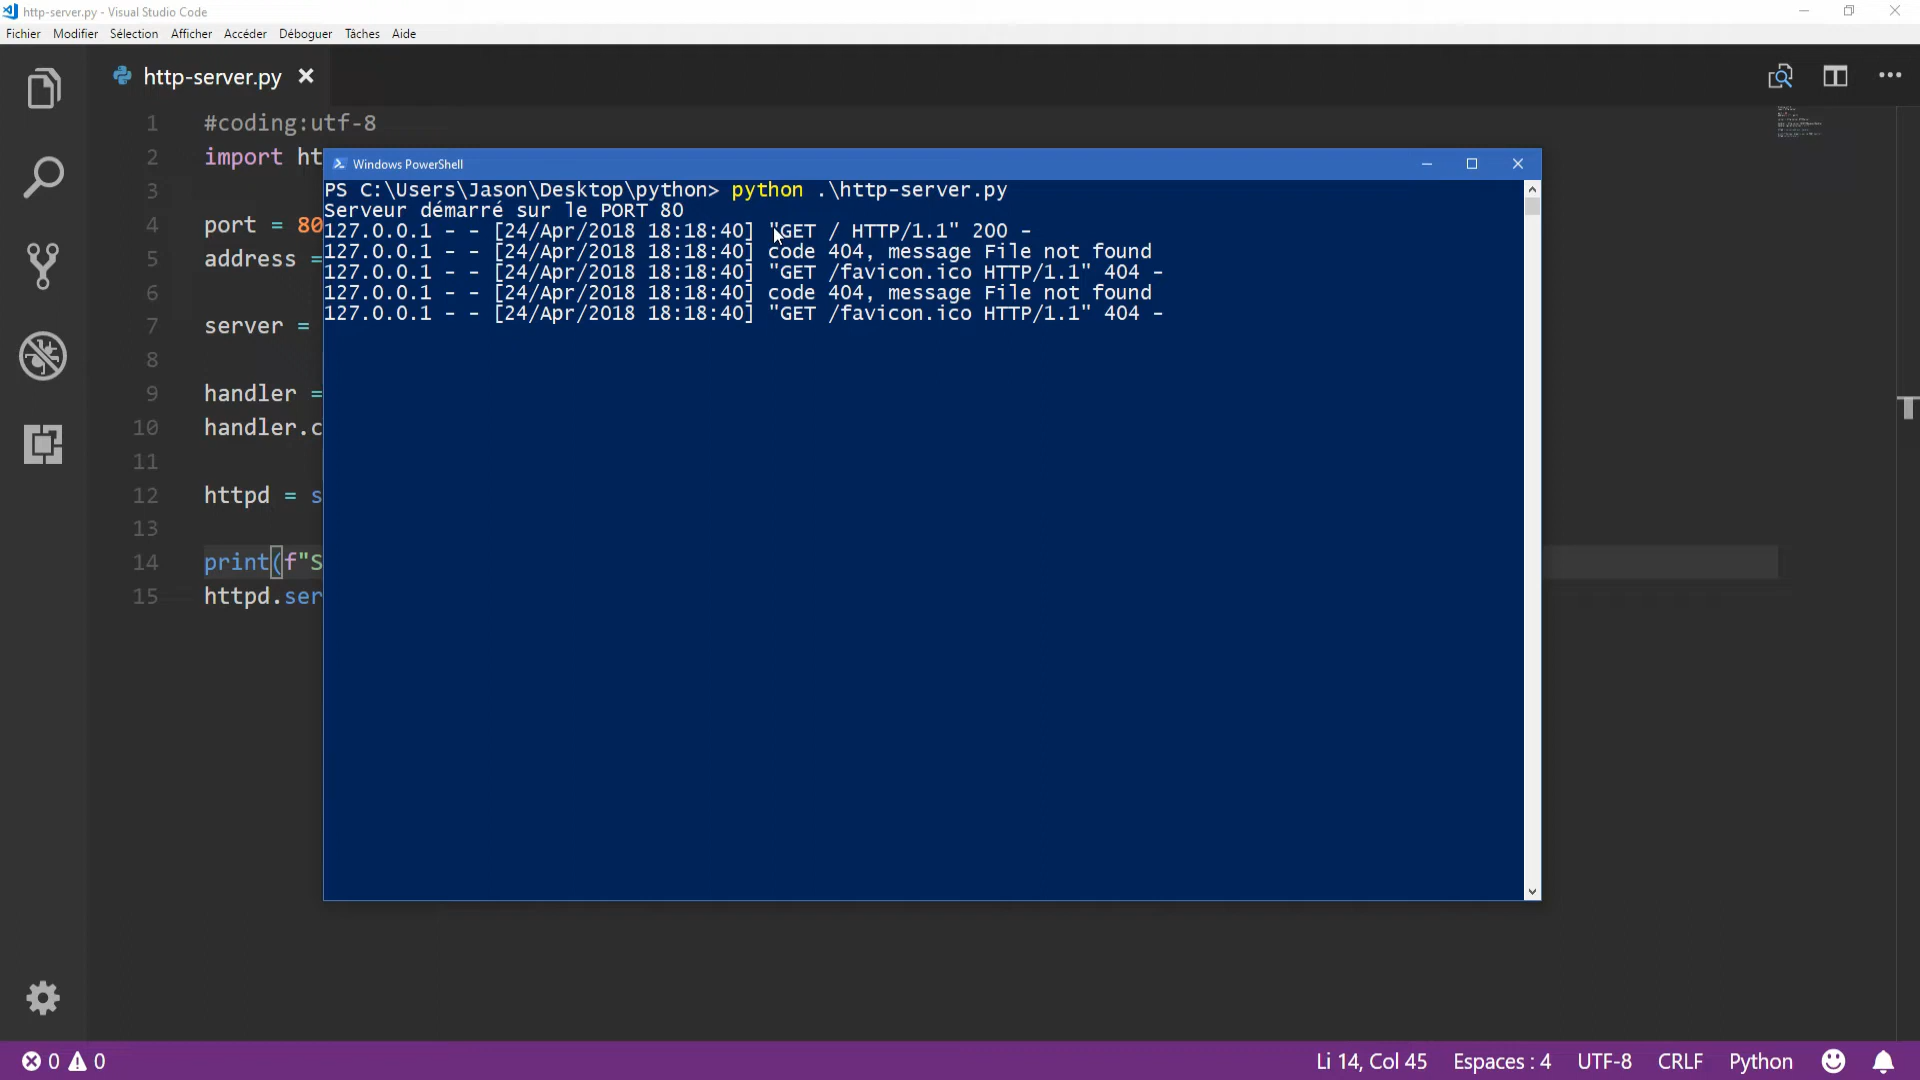 http-server.py - Visual Studio Code
Fichier Modifier Sélection Afficher Accéder Déboguer Tâches Aide
http-server.py
1 #coding:utf-8
2 import ht
3
4 port = 80
5 address =
6
7 server =
8
9 handler =
10 handler.c
11
12 httpd = s
13
14 print(f"S
15 httpd.ser
Windows PowerShell
PS C:\Users\Jason\Desktop\python> python .\http-server.py
Serveur démarré sur le PORT 80
127.0.0.1 - - [24/Apr/2018 18:18:40] "GET / HTTP/1.1" 200 -
127.0.0.1 - - [24/Apr/2018 18:18:40] code 404, message File not found
127.0.0.1 - - [24/Apr/2018 18:18:40] "GET /favicon.ico HTTP/1.1" 404 -
127.0.0.1 - - [24/Apr/2018 18:18:40] code 404, message File not found
127.0.0.1 - - [24/Apr/2018 18:18:40] "GET /favicon.ico HTTP/1.1" 404 -
0 0 Li 14, Col 45 Espaces : 4 UTF-8 CRLF Python